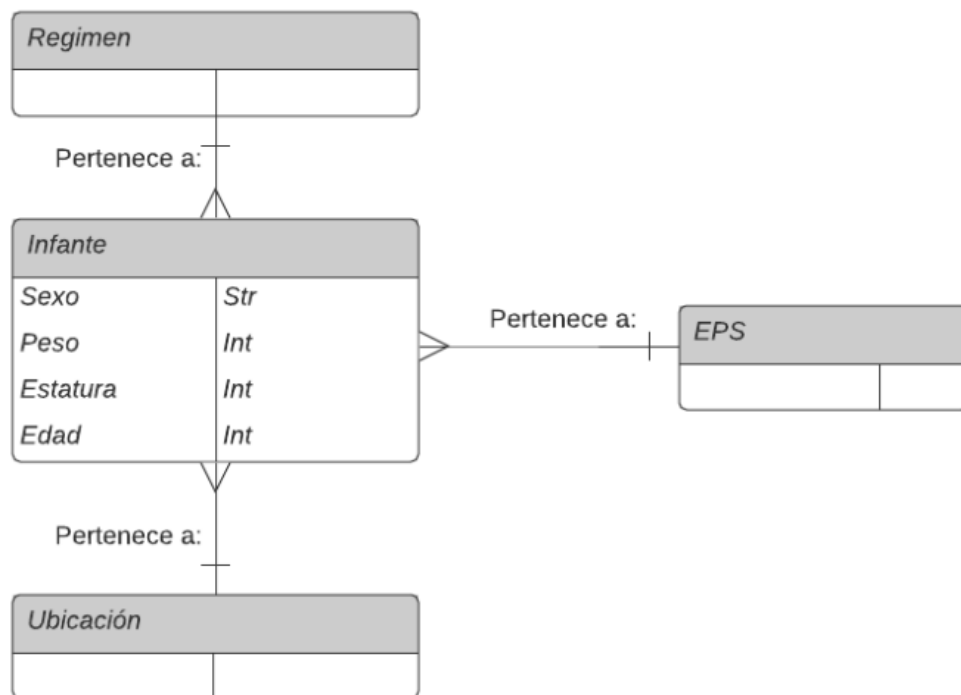 Regimen
Pertenece a:
Infante
Sexo Str
Peso Int
Estatura Int
Edad Int
Pertenece a:
EPS
Pertenece a:
Ubicación